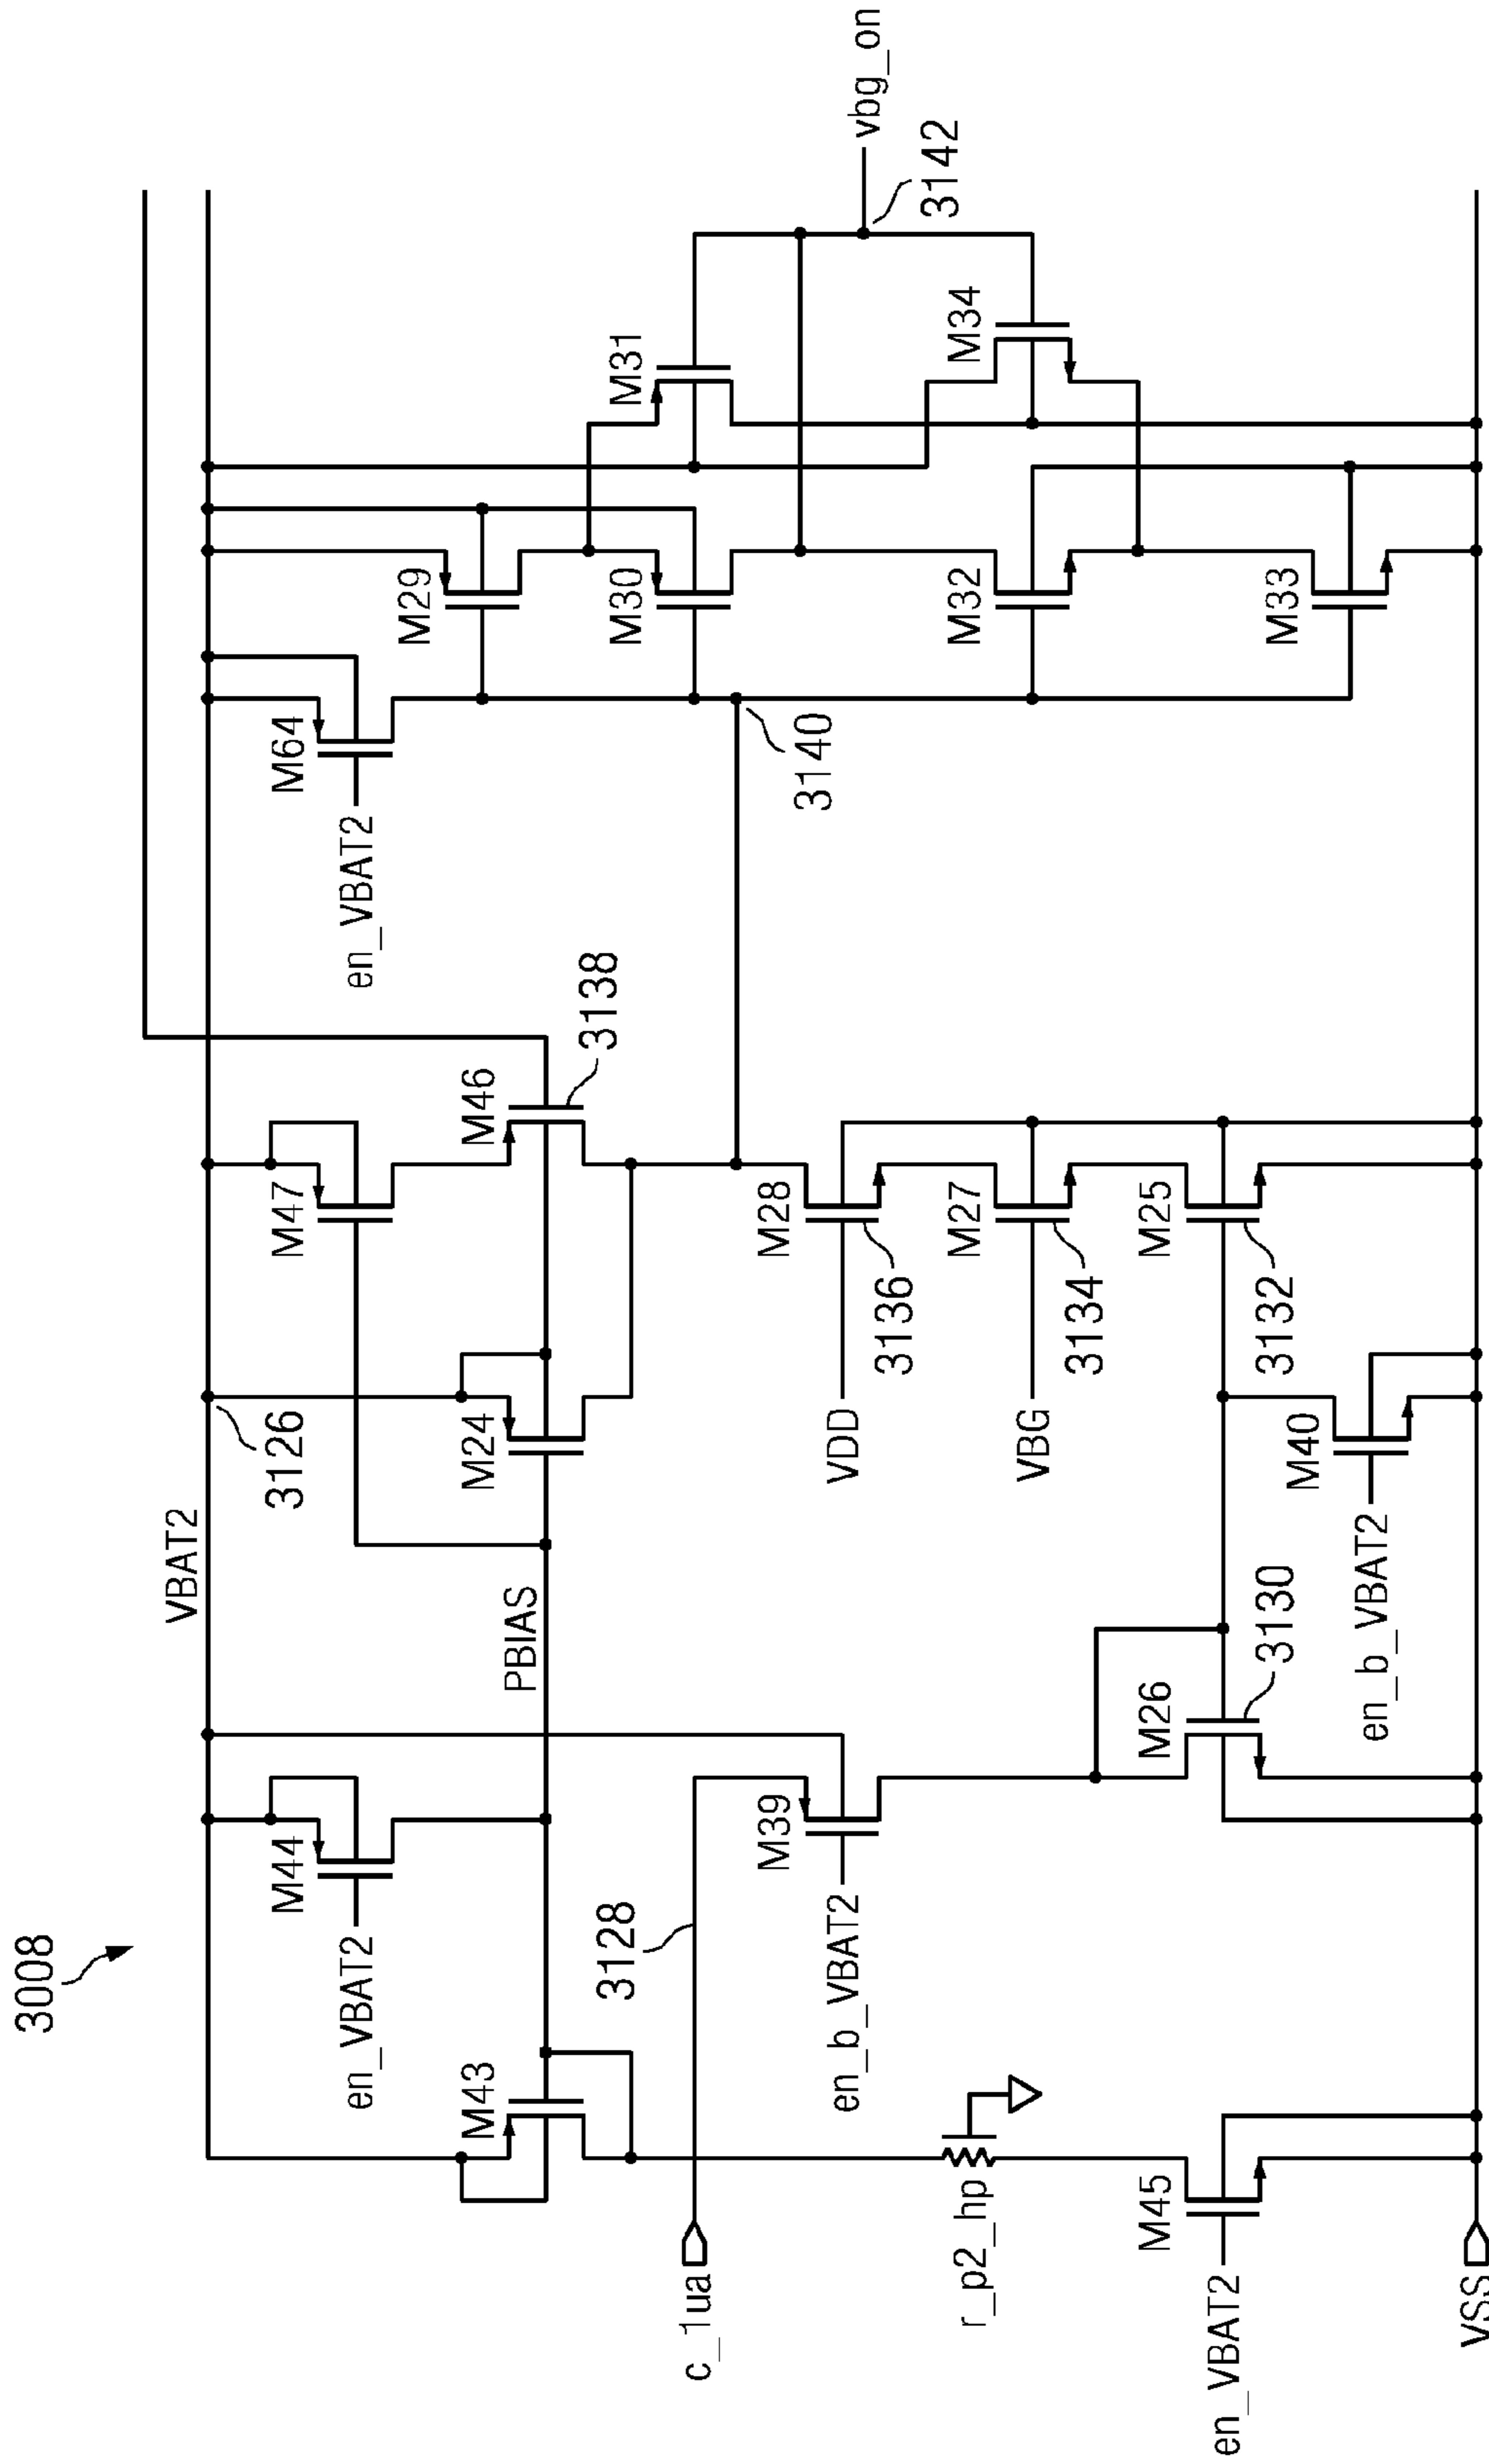 3008
VBAT2
3126
M44
en_VBAT2
M43
PBIAS
M24
M47
M46
3138
M64
en_VBAT2
M29
M30
M31
c_1ua
3128
M39
en_b_VBAT2
VDD
M28
3136
3140
vbg_on
3142
r_p2_hp
VBG
M27
3134
M32
M34
M45
en_VBAT2
M26
3130
M25
3132
M40
en_b_VBAT2
M33
VSS